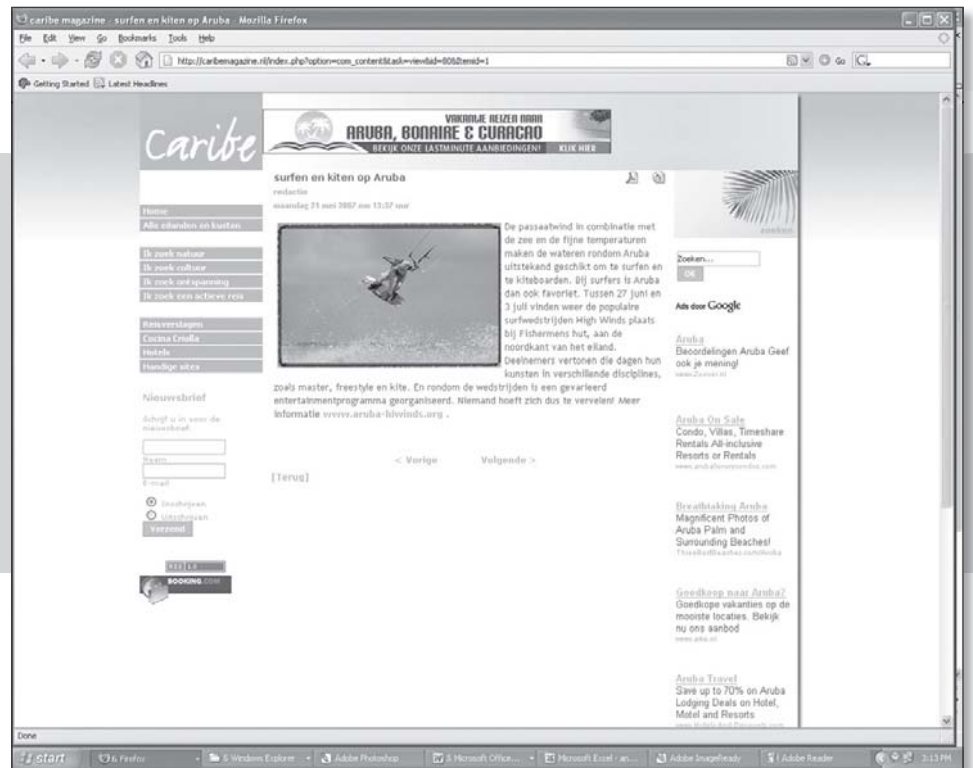 caribe magazine - surfen en kiten op Aruba - Mozilla Firefox
File Edit View Go Bookmarks Tools Help
http://caribemagazine.nl/index.php?option=com_content&task=view&id=80&Itemid=1
Go
Getting Started Latest Headlines
Caribe
VAKANTIE REIZEN NAAR
ARUBA, BONAIRE & CURACAO
BEKIJK ONZE LASTMINUTE AANBIEDINGEN! KLIK HIER
Home
Alle eilanden en kusten
Ik zoek natuur
Ik zoek cultuur
Ik zoek ontspanning
Ik zoek een actieve reis
Reisverslagen
Cocina Criolla
Hotels
Handige sites
Nieuwsbrief
Schrijf u in voor de
nieuwsbrief.
Naam
E-mail
Inschrijven
Uitschrijven
Verzend
RSS 1.0
BOOKING.COM
surfen en kiten op Aruba
redactie
maandag 21 mei 2007 om 13:37 uur
De passaatwind in combinatie met
de zee en de fijne temperaturen
maken de wateren rondom Aruba
uitstekend geschikt om te surfen en
te kiteboarden. Bij surfers is Aruba
dan ook favoriet. Tussen 27 juni en
3 juli vinden weer de populaire
surfwedstrijden High Winds plaats
bij Fishermens hut, aan de
noordkant van het eiland.
Deelnemers vertonen die dagen hun
kunsten in verschillende disciplines,
zoals master, freestyle en kite. En rondom de wedstrijden is een gevarieerd
entertainmentprogramma georganiseerd. Niemand hoeft zich dus te vervelen! Meer
informatie www.aruba-hiwinds.org .
< Vorige Volgende >
[Terug]
zoeken
Zoeken...
OK
Ads door Google
Aruba
Beoordelingen Aruba Geef
ook je mening!
www.Zoover.nl
Aruba On Sale
Condo, Villas, Timeshare
Rentals All-inclusive
Resorts or Rentals
Breathtaking Aruba
Magnificent Photos of
Aruba Palm and
Surrounding Beaches!
Goedkoop naar Aruba?
Goedkope vakanties op de
mooiste locaties. Bekijk
nu ons aanbod
Aruba Travel
Save up to 70% on Aruba
Lodging Deals on Hotel,
Motel and Resorts
Done
start 6 Firefox 6 Windows Explorer Adobe Photoshop 6 Microsoft Office... Microsoft Excel - an... Adobe ImageReady Adobe Reader 3:13 PM